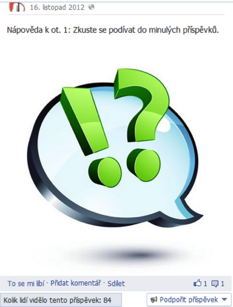 16. listopad 2012
Nápověda k ot. 1: Zkuste se podívat do minulých příspěvků.
!?
To se mi líbí · Přidat komentář · Sdílet 1 1
Kolik lidí vidělo tento příspěvek: 84 Podpořit příspěvek